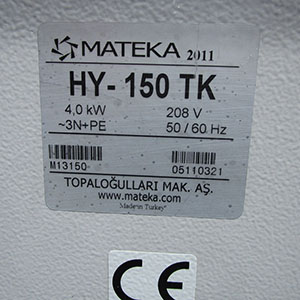 MATEKA 2011
HY- 150 TK
4,0 kW 208 V
~3N+PE 50 / 60 Hz
M13150 05110321
TOPALOĞULLARI MAK. AŞ.
www.mateka.com
Made in Turkey
CE